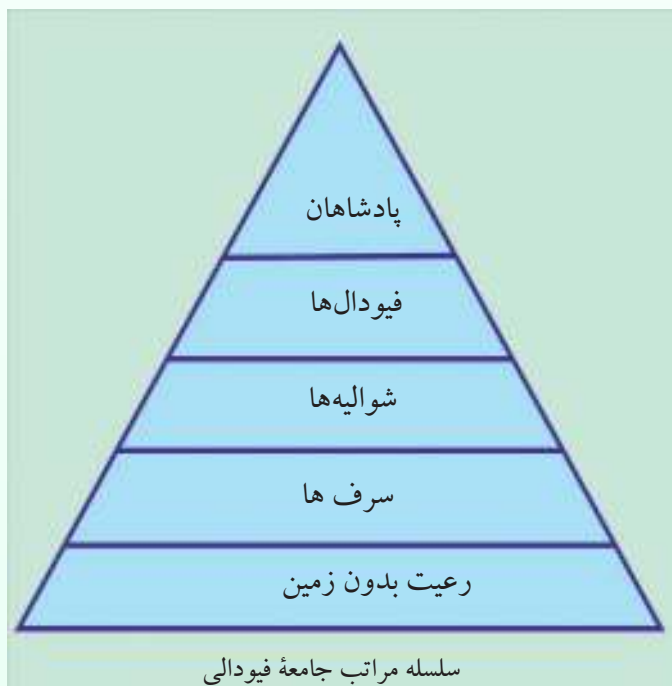 پادشاهان
فیودال‌ها
شوالیه‌ها
سرف ها
رعیت بدون زمین
سلسله مراتب جامعهٔ فیودالی